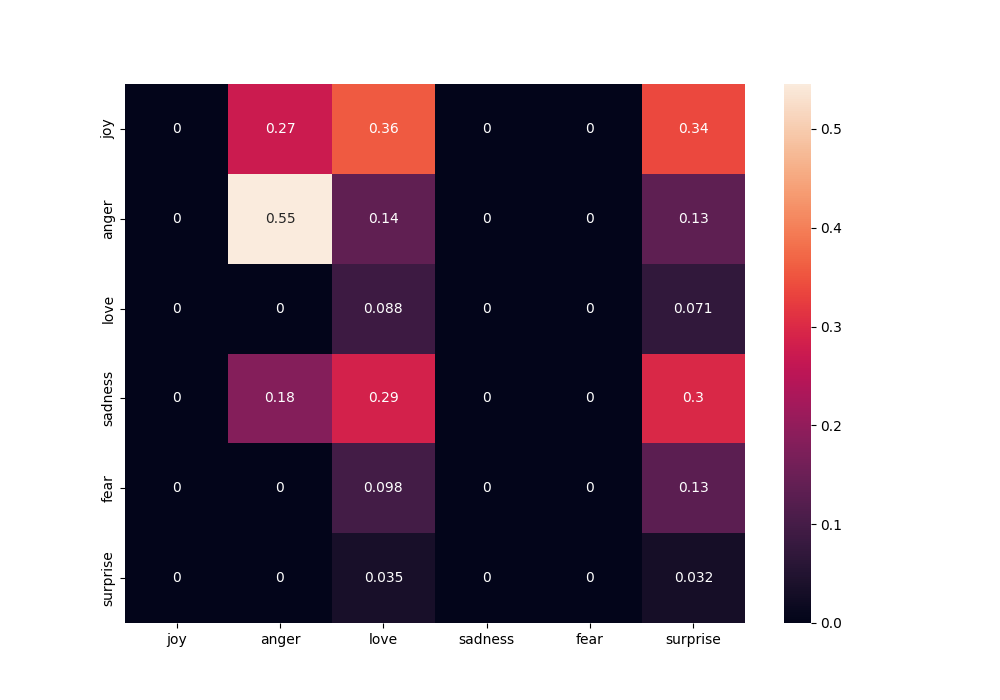 joy 0 0.27 0.36 0 0 0.34
anger 0 0.55 0.14 0 0 0.13
love 0 0 0.088 0 0 0.071
sadness 0 0.18 0.29 0 0 0.3
fear 0 0 0.098 0 0 0.13
surprise 0 0 0.035 0 0 0.032
joy anger love sadness fear surprise
0.5
0.4
0.3
0.2
0.1
0.0